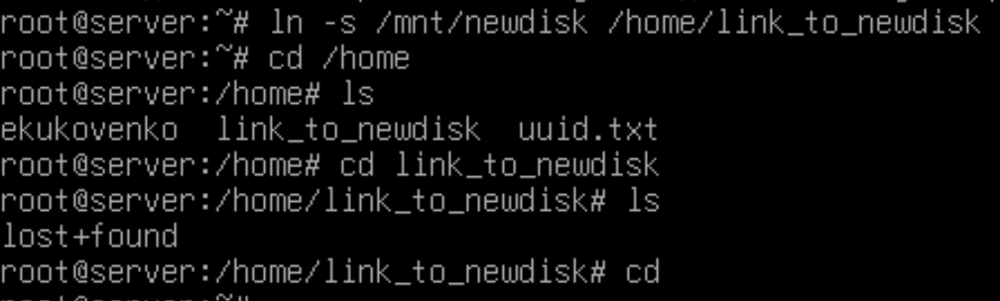 root@server:~# ln -s /mnt/newdisk /home/link_to_newdisk
root@server:~# cd /home
root@server:/home# ls
ekukovenko  link_to_newdisk  uuid.txt
root@server:/home# cd link_to_newdisk
root@server:/home/link_to_newdisk# ls
lost+found
root@server:/home/link_to_newdisk# cd